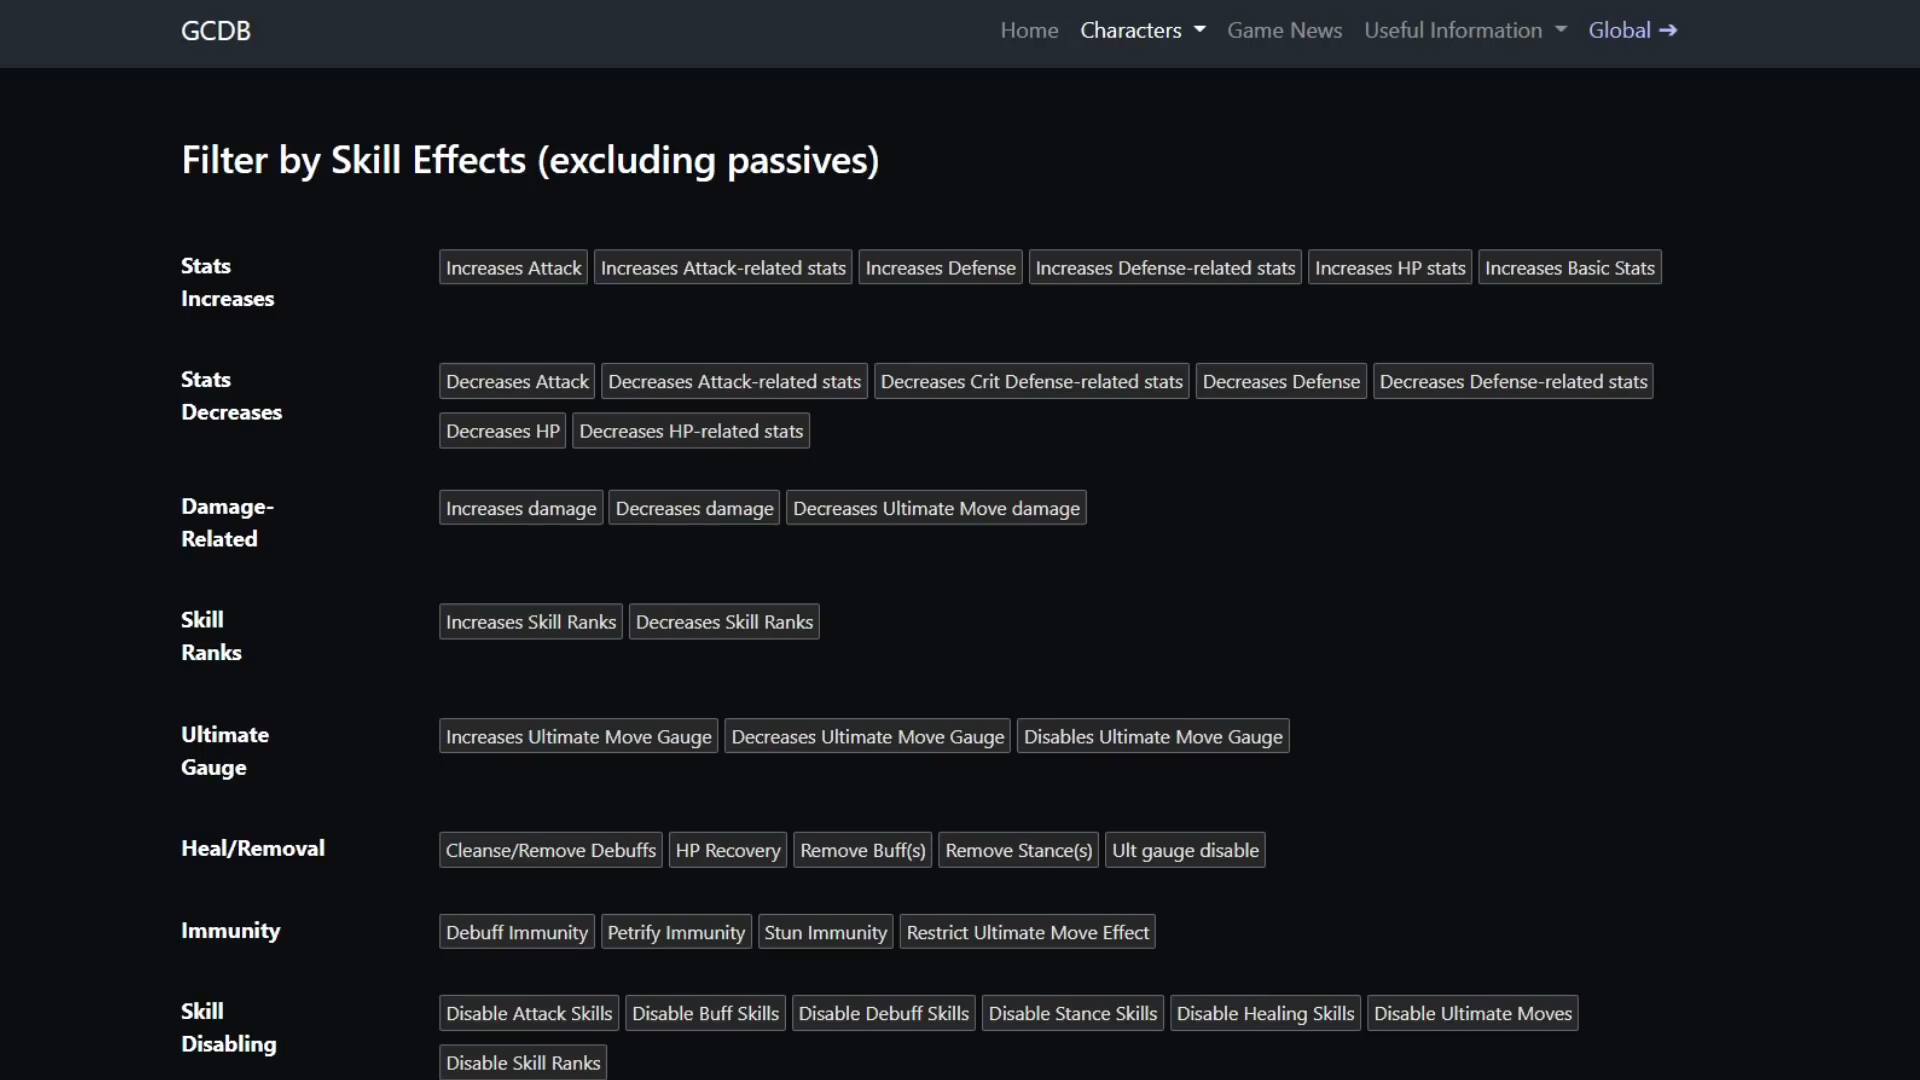 GCDB Home Characters Game News Useful Information Global ➔
Filter by Skill Effects (excluding passives)
Stats Increases
Increases Attack Increases Attack-related stats Increases Defense Increases Defense-related stats Increases HP stats Increases Basic Stats
Stats Decreases
Decreases Attack Decreases Attack-related stats Decreases Crit Defense-related stats Decreases Defense Decreases Defense-related stats
Decreases HP Decreases HP-related stats
Damage-Related
Increases damage Decreases damage Decreases Ultimate Move damage
Skill Ranks
Increases Skill Ranks Decreases Skill Ranks
Ultimate Gauge
Increases Ultimate Move Gauge Decreases Ultimate Move Gauge Disables Ultimate Move Gauge
Heal/Removal
Cleanse/Remove Debuffs HP Recovery Remove Buff(s) Remove Stance(s) Ult gauge disable
Immunity
Debuff Immunity Petrify Immunity Stun Immunity Restrict Ultimate Move Effect
Skill Disabling
Disable Attack Skills Disable Buff Skills Disable Debuff Skills Disable Stance Skills Disable Healing Skills Disable Ultimate Moves
Disable Skill Ranks